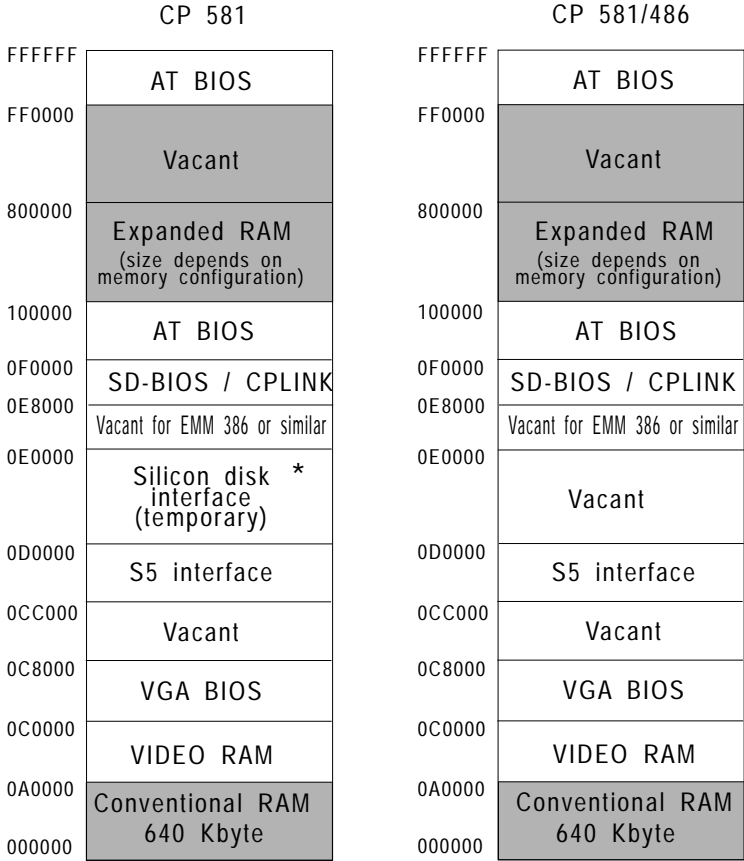 CP 581
FFFFFF
AT BIOS
FF0000
Vacant
800000
Expanded RAM
(size depends on
memory configuration)
100000
AT BIOS
0F0000
SD-BIOS / CPLINK
0E8000
Vacant for EMM 386 or similar
0E0000
Silicon disk *
interface
(temporary)
0D0000
S5 interface
0CC000
Vacant
0C8000
VGA BIOS
0C0000
VIDEO RAM
0A0000
Conventional RAM
640 Kbyte
000000
CP 581/486
FFFFFF
AT BIOS
FF0000
Vacant
800000
Expanded RAM
(size depends on
memory configuration)
100000
AT BIOS
0F0000
SD-BIOS / CPLINK
0E8000
Vacant for EMM 386 or similar
0E0000
Vacant
0D0000
S5 interface
0CC000
Vacant
0C8000
VGA BIOS
0C0000
VIDEO RAM
0A0000
Conventional RAM
640 Kbyte
000000